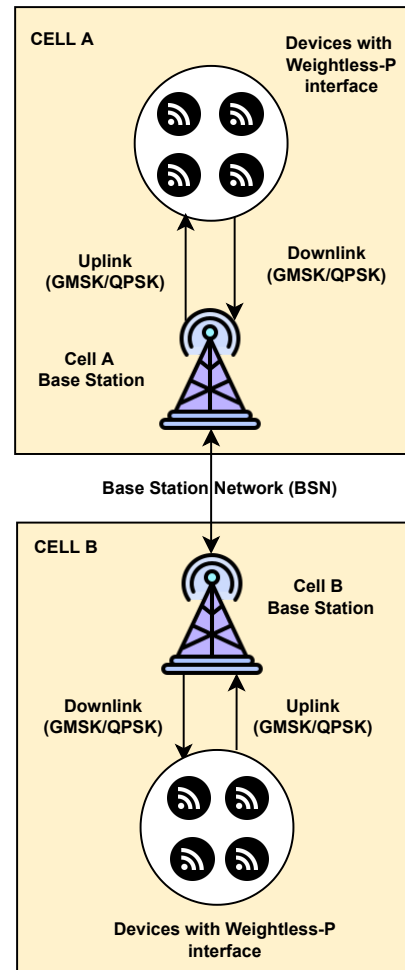 CELL A
Devices with
Weightless-P
interface
Uplink
(GMSK/QPSK)
Downlink
(GMSK/QPSK)
Cell A
Base Station
Base Station Network (BSN)
CELL B
Cell B
Base Station
Downlink
(GMSK/QPSK)
Uplink
(GMSK/QPSK)
Devices with Weightless-P
interface